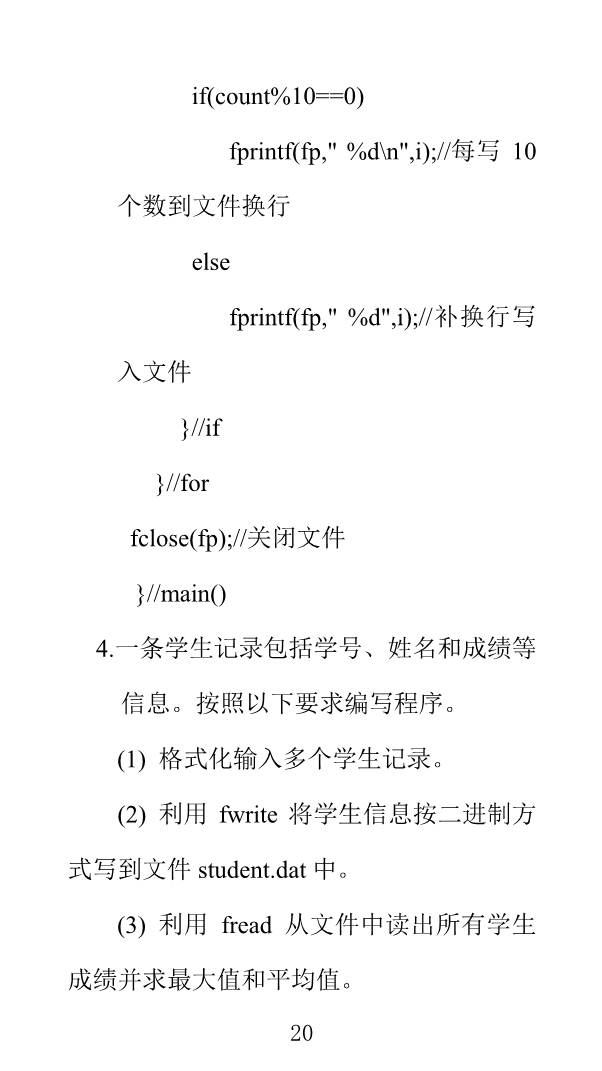 if(count%10==0)
fprintf(fp," %d\n",i);//每写 10
个数到文件换行
else
fprintf(fp," %d",i);//补换行写
入文件
}//if
}//for
fclose(fp);//关闭文件
}//main()
4.一条学生记录包括学号、姓名和成绩等
信息。按照以下要求编写程序。
(1) 格式化输入多个学生记录。
(2) 利用 fwrite 将学生信息按二进制方
式写到文件 student.dat 中。
(3) 利用 fread 从文件中读出所有学生
成绩并求最大值和平均值。
20